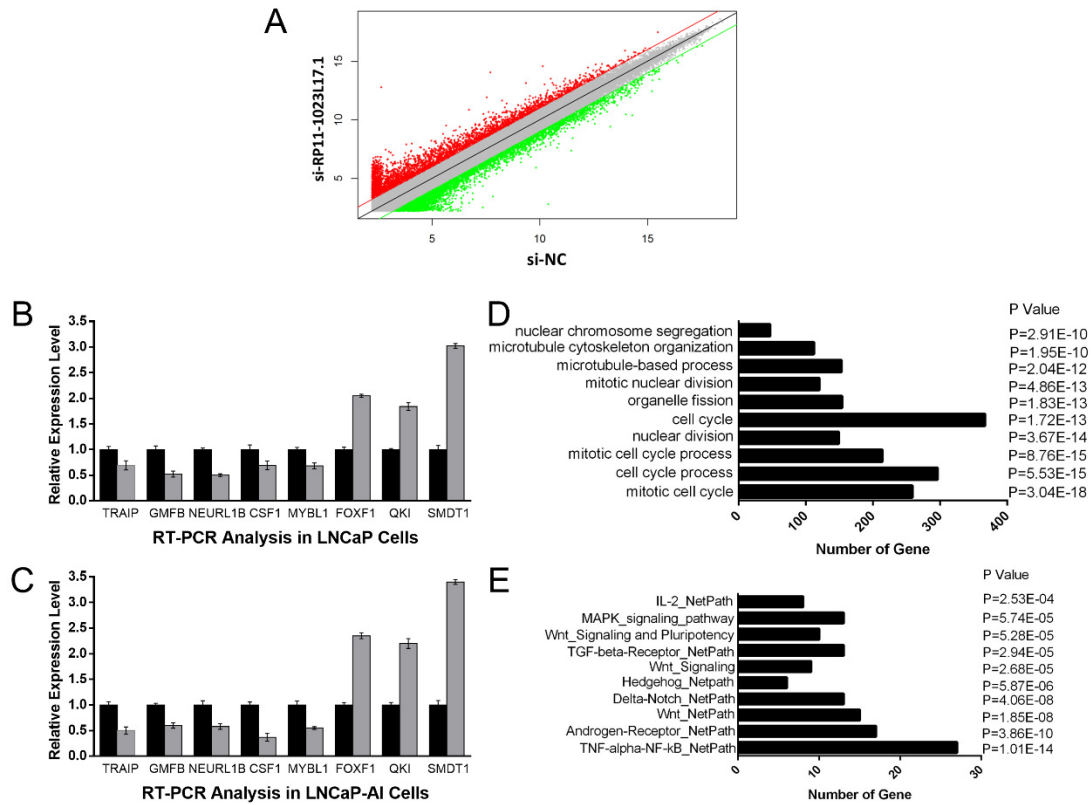 A
si-RP11-1023L17.1
15
10
5
5
10
15
si-NC
B
Relative Expression Level
3.5
3.0
2.5
2.0
1.5
1.0
0.5
0.0
TRAIP GMFB NEURL1B CSF1 MYBL1 FOXF1 QKI SMDT1
RT-PCR Analysis in LNCaP Cells
C
Relative Expression Level
3.5
3.0
2.5
2.0
1.5
1.0
0.5
0.0
TRAIP GMFB NEURL1B CSF1 MYBL1 FOXF1 QKI SMDT1
RT-PCR Analysis in LNCaP-AI Cells
D
P Value
nuclear chromosome segregation P=2.91E-10
microtubule cytoskeleton organization P=1.95E-10
microtubule-based process P=2.04E-12
mitotic nuclear division P=4.86E-13
organelle fission P=1.83E-13
cell cycle P=1.72E-13
nuclear division P=3.67E-14
mitotic cell cycle process P=8.76E-15
cell cycle process P=5.53E-15
mitotic cell cycle P=3.04E-18
0 100 200 300 400
Number of Gene
E
P Value
IL-2_NetPath P=2.53E-04
MAPK_signaling_pathway P=5.74E-05
Wnt_Signaling and Pluripotency P=5.28E-05
TGF-beta-Receptor_NetPath P=2.94E-05
Wnt_Signaling P=2.68E-05
Hedgehog_Netpath P=5.87E-06
Delta-Notch_NetPath P=4.06E-08
Wnt_NetPath P=1.85E-08
Androgen-Receptor_NetPath P=3.86E-10
TNF-alpha-NF-kB_NetPath P=1.01E-14
0 10 20 30
Number of Gene